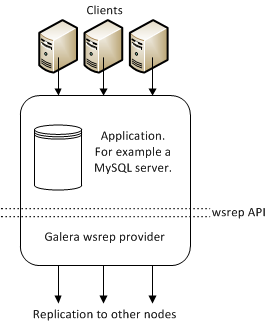 Clients
Application.
For example a
MySQL server.
wsrep API
Galera wsrep provider
Replication to other nodes